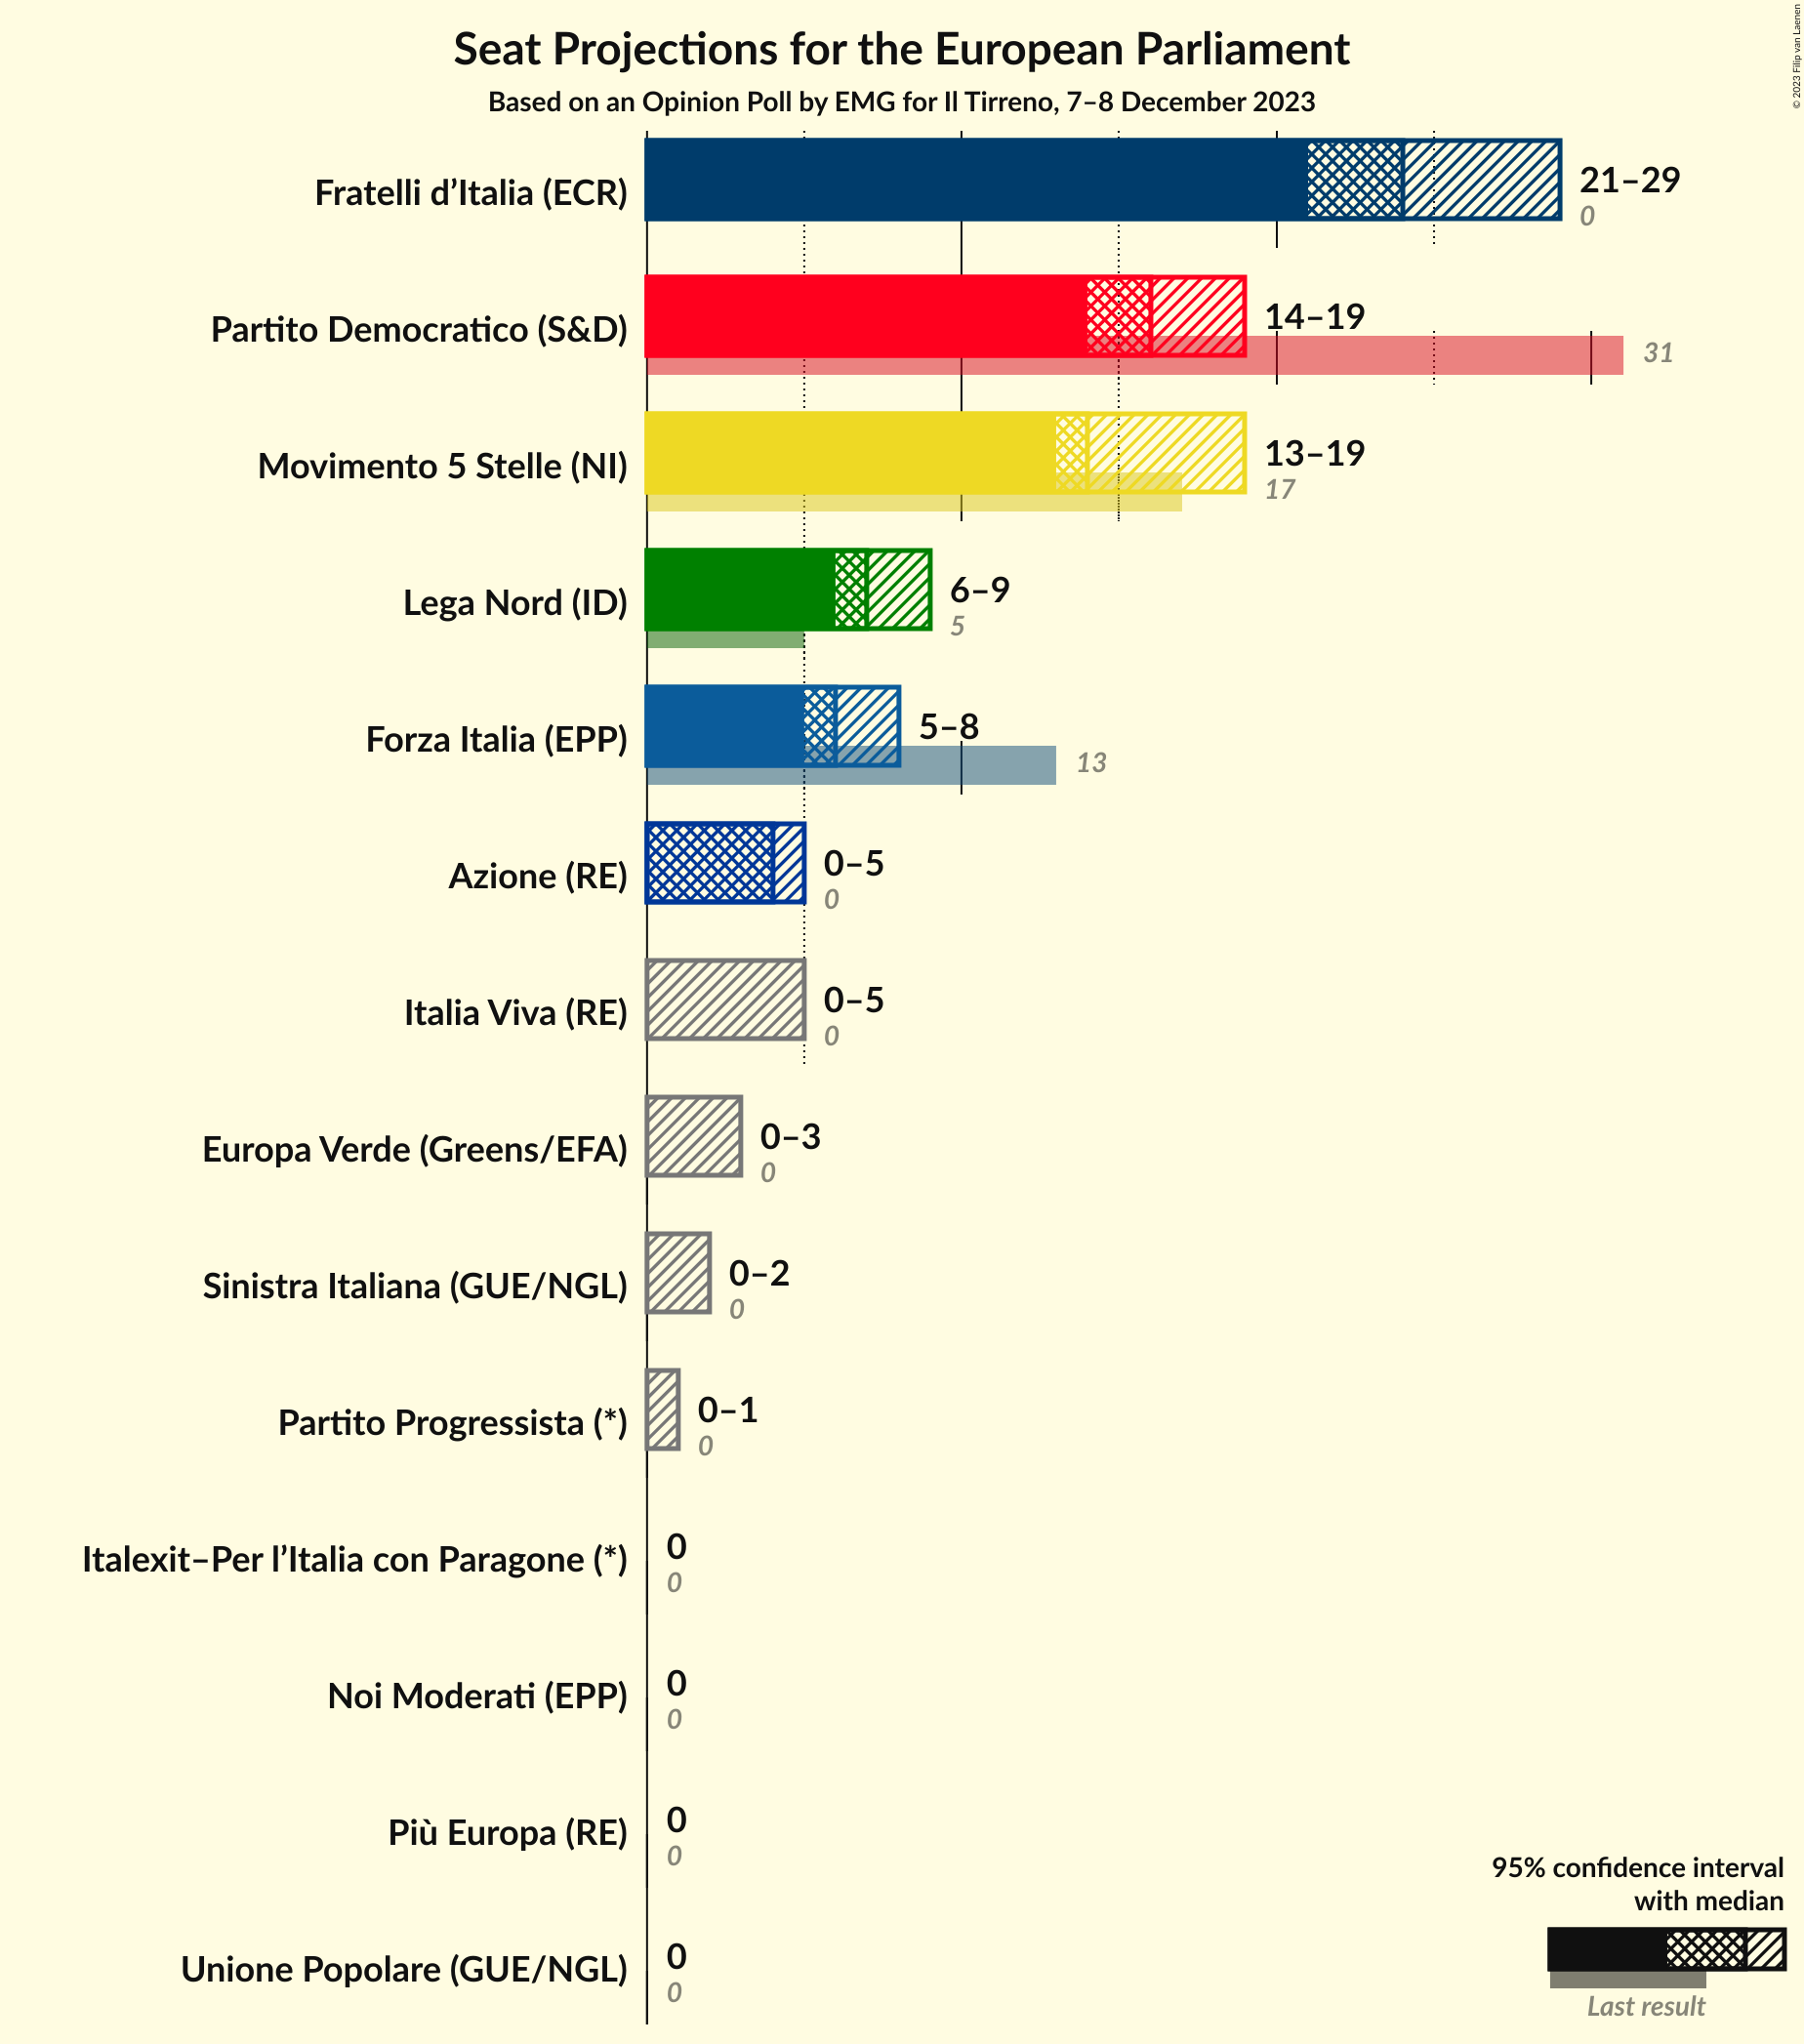 Seat Projections for the European Parliament
Based on an Opinion Poll by EMG for Il Tirreno, 7–8 December 2023
© 2023 Filip van Laenen
Fratelli d’Italia (ECR)
21–29
0
Partito Democratico (S&D)
14–19
31
Movimento 5 Stelle (NI)
13–19
17
Lega Nord (ID)
6–9
5
Forza Italia (EPP)
5–8
13
Azione (RE)
0–5
0
Italia Viva (RE)
0–5
0
Europa Verde (Greens/EFA)
0–3
0
Sinistra Italiana (GUE/NGL)
0–2
0
Partito Progressista (*)
0–1
0
Italexit–Per l’Italia con Paragone (*)
0
0
Noi Moderati (EPP)
0
0
Più Europa (RE)
0
0
Unione Popolare (GUE/NGL)
0
0
95% confidence interval
with median
Last result